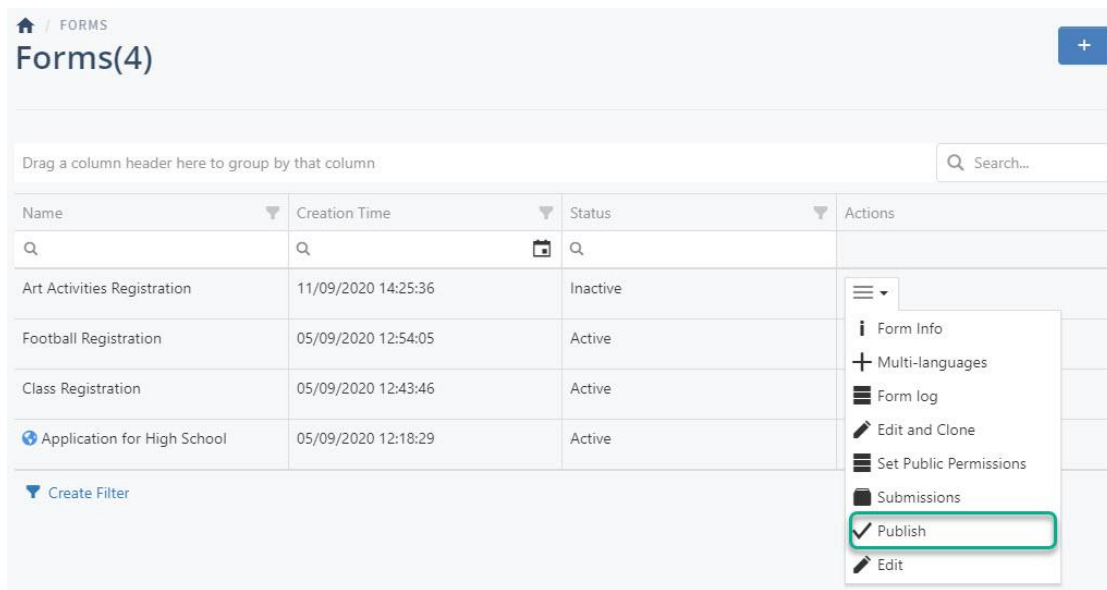 / FORMS
Forms(4)
+
Drag a column header here to group by that column
Search...
Name Creation Time Status Actions
Art Activities Registration 11/09/2020 14:25:36 Inactive
Football Registration 05/09/2020 12:54:05 Active
Class Registration 05/09/2020 12:43:46 Active
Application for High School 05/09/2020 12:18:29 Active
Create Filter
Form Info
Multi-languages
Form log
Edit and Clone
Set Public Permissions
Submissions
Publish
Edit